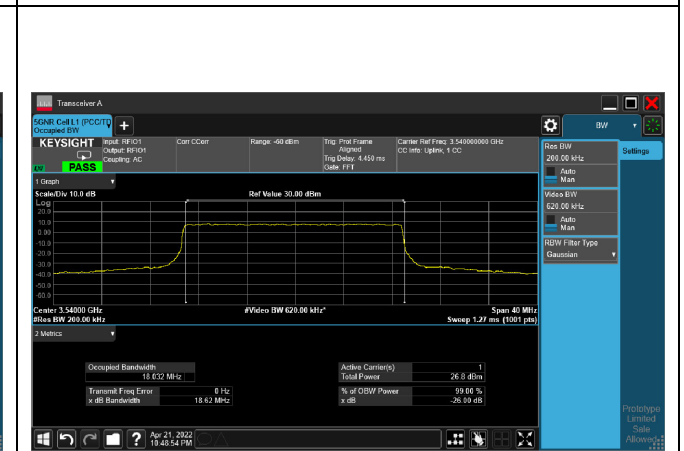 Transceiver A
5GNR Cell L1 (PCC/TD
Occupied BW
BW
KEYSIGHT
PASS
Input: RFIO1
Output: RFIO1
Coupling: AC
Corr CCorr
Range: -60 dBm
Trig: Prot Frame
Aligned
Trig Delay: 4.450 ms
Gate: FFT
Carrier Ref Freq: 3.540000000 GHz
CC Info: Uplink, 1 CC
1 Graph
Scale/Div 10.0 dB
Ref Value 30.00 dBm
Log
20.0
10.0
0.00
-10.0
-20.0
-30.0
-40.0
-50.0
-60.0
Center 3.54000 GHz
#Video BW 620.00 kHz*
Span 40 MHz
#Res BW 200.00 kHz
Sweep 1.27 ms (1001 pts)
2 Metrics
Occupied Bandwidth
18.032 MHz
Transmit Freq Error 0 Hz
x dB Bandwidth 18.62 MHz
Active Carrier(s) 1
Total Power 26.8 dBm
% of OBW Power 99.00 %
x dB -26.00 dB
Res BW
200.00 kHz
Auto
Man
Video BW
620.00 kHz
Auto
Man
RBW Filter Type
Gaussian
Settings
Prototype
Limited
Sale
Allowed
Apr 21, 2022
10:48:54 PM